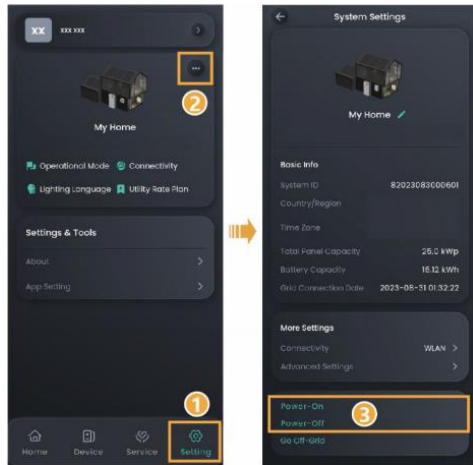 XX
xxx xxx
2
My Home
Operational Mode
Connectivity
Lighting Language
Utility Rate Plan
Settings & Tools
About
App Setting
1
Home
Device
Service
Setting
System Settings
My Home
Basic Info
System ID 82023083000601
Country/Region
Time Zone
Total Panel Capacity 25.0 kWp
Battery Capacity 16.12 kWh
Grid Connection Date 2023-08-31 01:32:22
More Settings
Connectivity WLAN
Advanced Settings
Power-On
3
Power-Off
Go Off-Grid